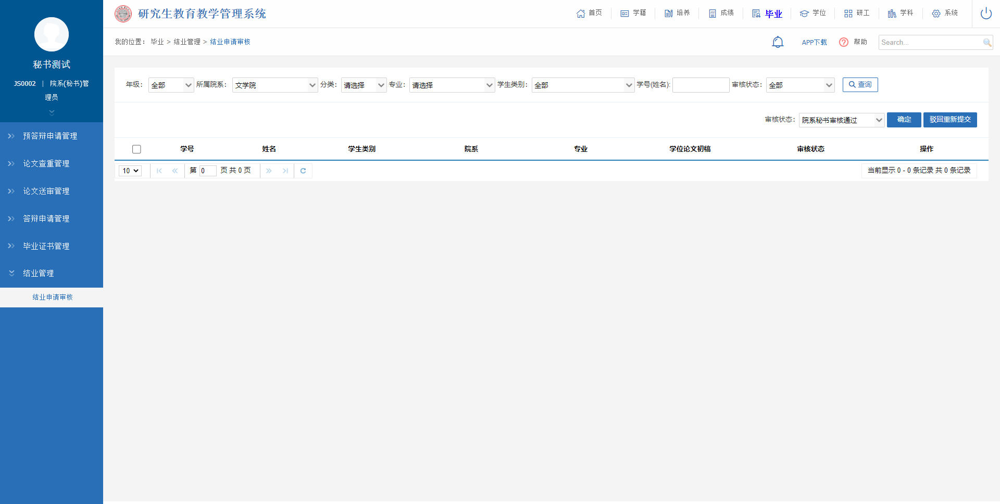 研究生教育教学管理系统
首页 学籍 培养 成绩 毕业 学位 研工 学科 系统
我的位置： 毕业 > 结业管理 > 结业申请审核
APP下载 帮助 Search...
秘书测试
JS0002 | 院系(秘书)管
理员
预答辩申请管理
论文查重管理
论文送审管理
答辩申请管理
毕业证书管理
结业管理
结业申请审核
年级： 全部 所属院系： 文学院 分类： 请选择 专业： 请选择 学生类别： 全部 学号(姓名): 审核状态： 全部 查询
审核状态： 院系秘书审核通过 确定 驳回重新提交
学号 姓名 学生类别 院系 专业 学位论文初稿 审核状态 操作
10 第 0 页 共 0 页 当前显示 0 - 0 条记录 共 0 条记录